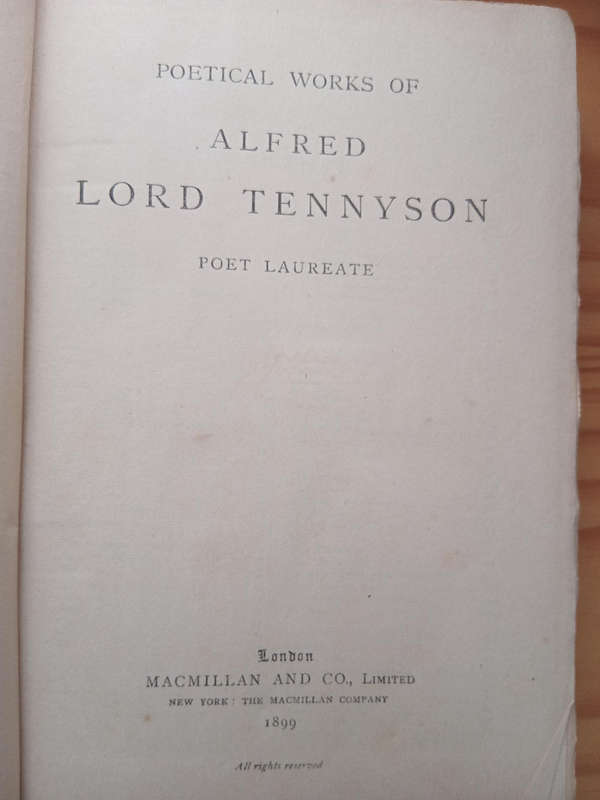 POETICAL WORKS OF
ALFRED
LORD TENNYSON
POET LAUREATE
London
MACMILLAN AND CO., LIMITED
NEW YORK: THE MACMILLAN COMPANY
1899
All rights reserved